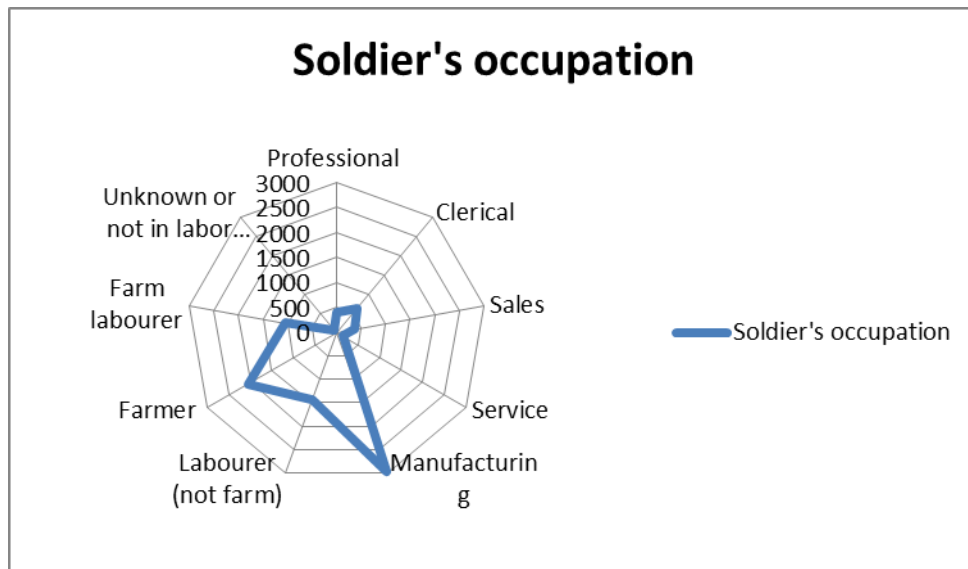 Soldier's occupation
Professional
3000
2500
2000
1500
1000
500
0
Clerical
Sales
Service
Manufacturin
g
Labourer
(not farm)
Farmer
Farm
labourer
Unknown or
not in labor...
Soldier's occupation